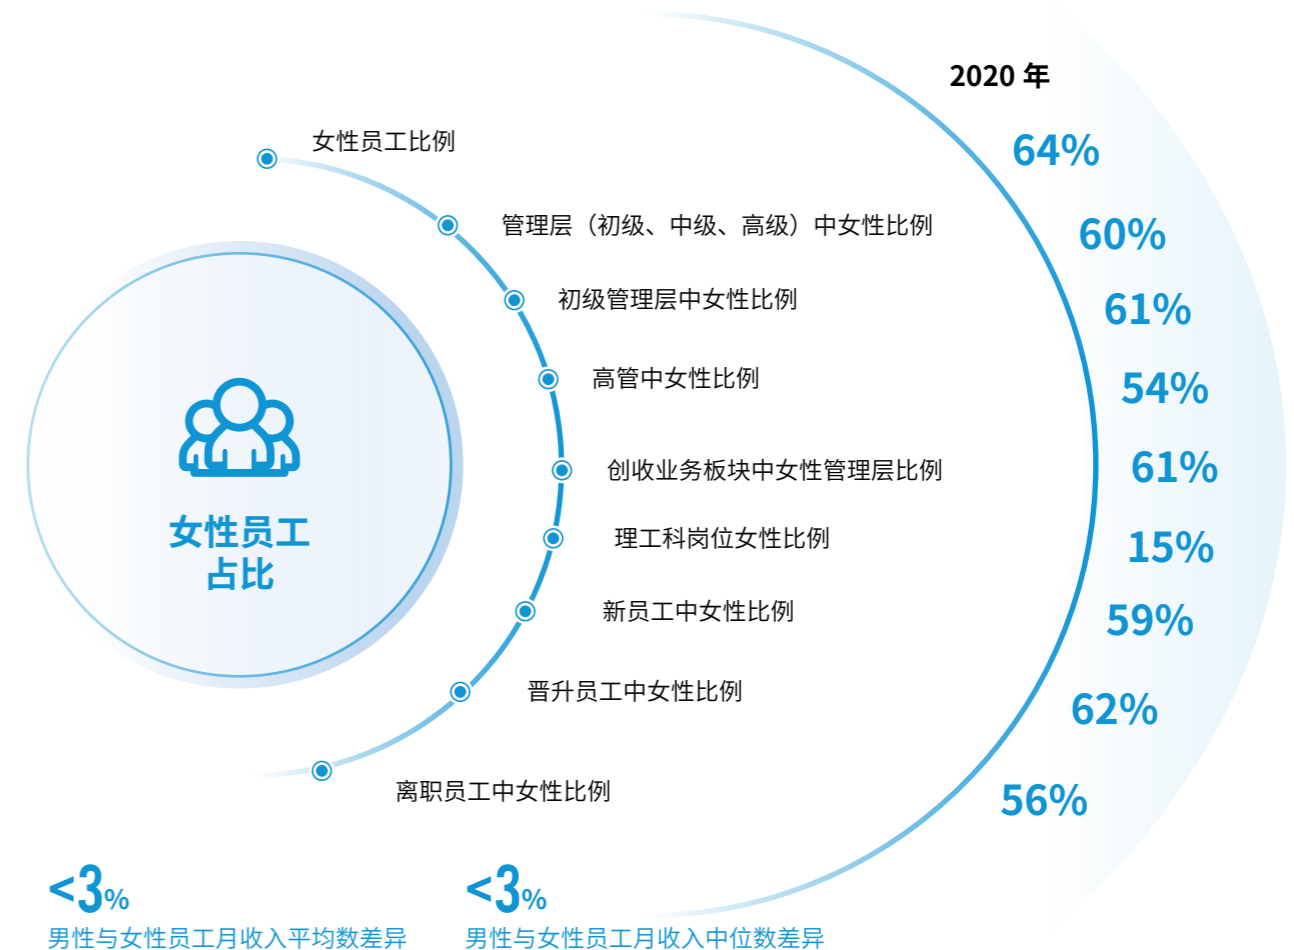 2020 年
女性员工比例
64%
管理层（初级、中级、高级）中女性比例
60%
初级管理层中女性比例
61%
高管中女性比例
54%
创收业务板块中女性管理层比例
61%
理工科岗位女性比例
15%
新员工中女性比例
59%
晋升员工中女性比例
62%
离职员工中女性比例
56%
女性员工
占比
<3%
男性与女性员工月收入平均数差异
<3%
男性与女性员工月收入中位数差异